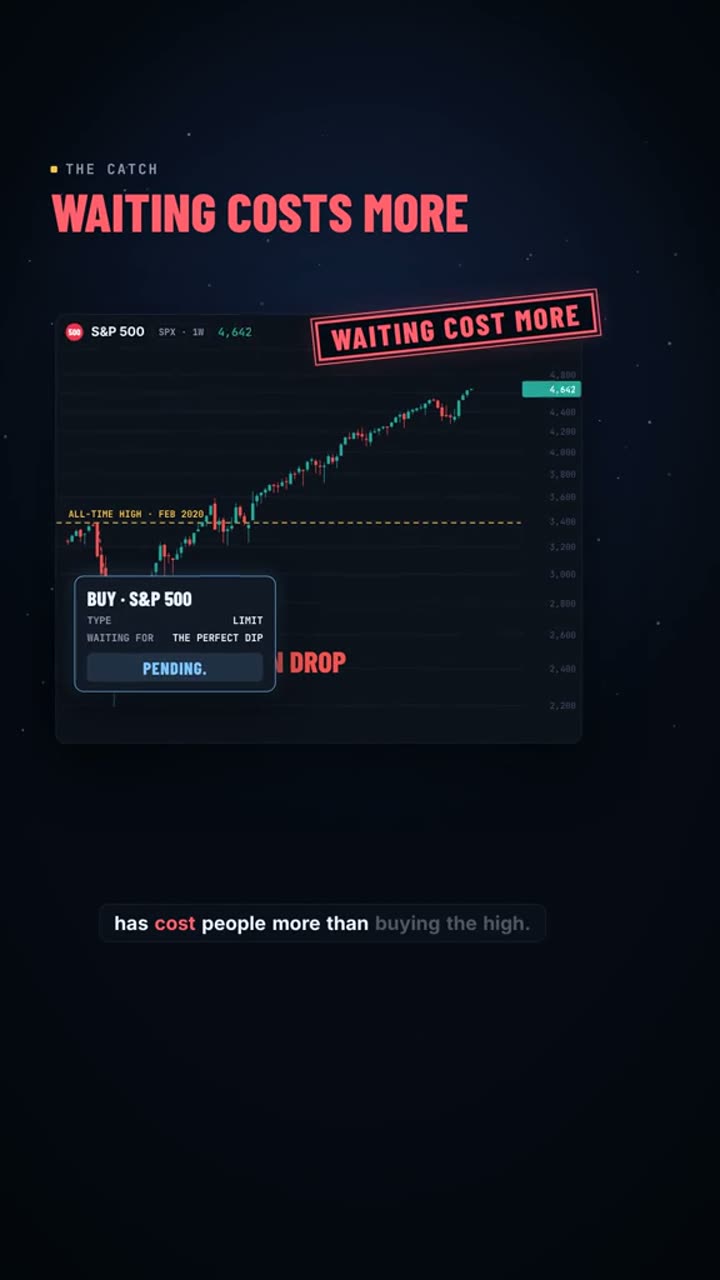 THE CATCH
WAITING COSTS MORE
WAITING COST MORE
500 S&P 500 SPX · 1W 4,642
4,800
4,642
4,400
4,200
4,000
3,800
3,600
ALL-TIME HIGH · FEB 2020
3,400
3,200
3,000
2,800
2,600
2,400
2,200
BUY · S&P 500
TYPE LIMIT
WAITING FOR THE PERFECT DIP
PENDING.
DROP
has cost people more than buying the high.